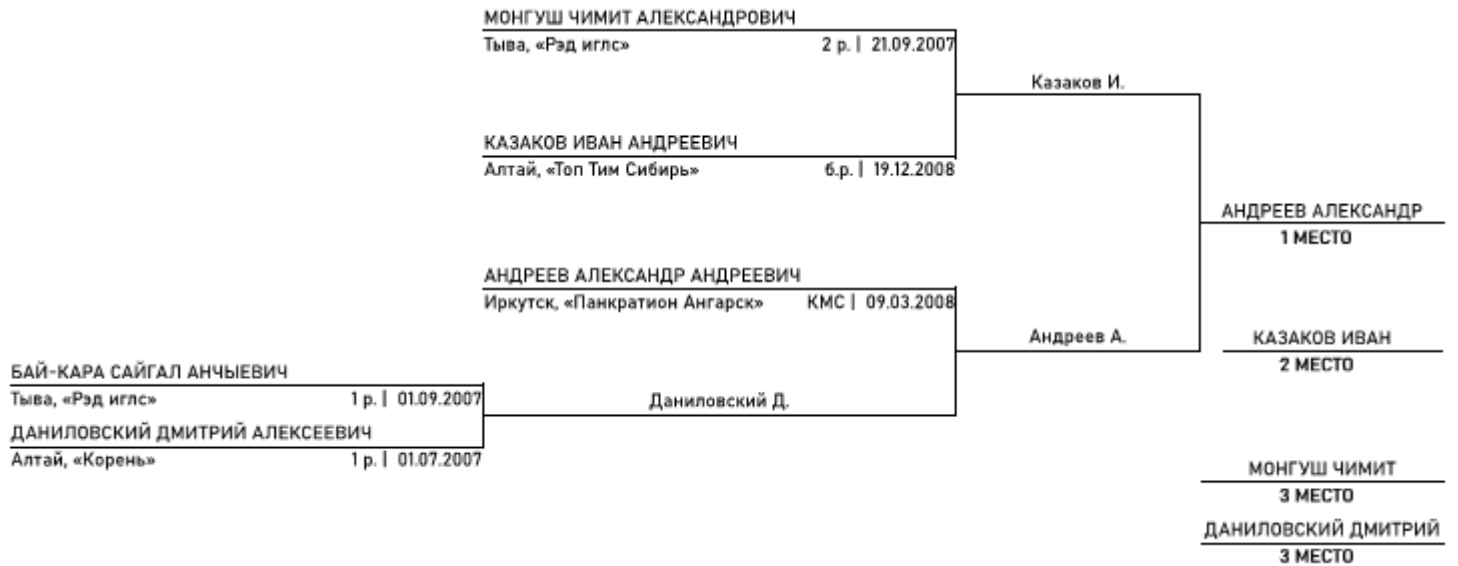 МОНГУШ ЧИМИТ АЛЕКСАНДРОВИЧ
Тыва, «Рэд иглс» 2 р. | 21.09.2007
Казаков И.
КАЗАКОВ ИВАН АНДРЕЕВИЧ
Алтай, «Топ Тим Сибирь» б.р. | 19.12.2008
АНДРЕЕВ АЛЕКСАНДР
1 МЕСТО
АНДРЕЕВ АЛЕКСАНДР АНДРЕЕВИЧ
Иркутск, «Панкратион Ангарск» КМС | 09.03.2008
Андреев А.
КАЗАКОВ ИВАН
2 МЕСТО
БАЙ-КАРА САЙГАЛ АНЧЫЕВИЧ
Тыва, «Рэд иглс» 1 р. | 01.09.2007
Даниловский Д.
ДАНИЛОВСКИЙ ДМИТРИЙ АЛЕКСЕЕВИЧ
Алтай, «Корень» 1 р. | 01.07.2007
МОНГУШ ЧИМИТ
3 МЕСТО
ДАНИЛОВСКИЙ ДМИТРИЙ
3 МЕСТО